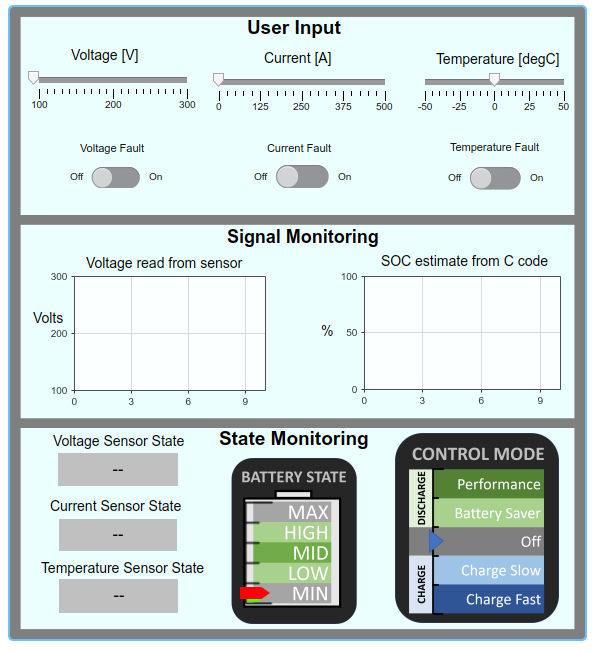 User Input
Voltage [V]
Current [A]
Temperature [degC]
100 200 300
0 125 250 375 500
-50 -25 0 25 50
Voltage Fault
Current Fault
Temperature Fault
Off On
Off On
Off On
Signal Monitoring
Voltage read from sensor
300
Volts
200
100
0 3 6 9
SOC estimate from C code
100
%
50
0
0 3 6 9
State Monitoring
Voltage Sensor State
--
Current Sensor State
--
Temperature Sensor State
--
BATTERY STATE
MAX
HIGH
MID
LOW
MIN
CONTROL MODE
DISCHARGE
Performance
Battery Saver
Off
CHARGE
Charge Slow
Charge Fast